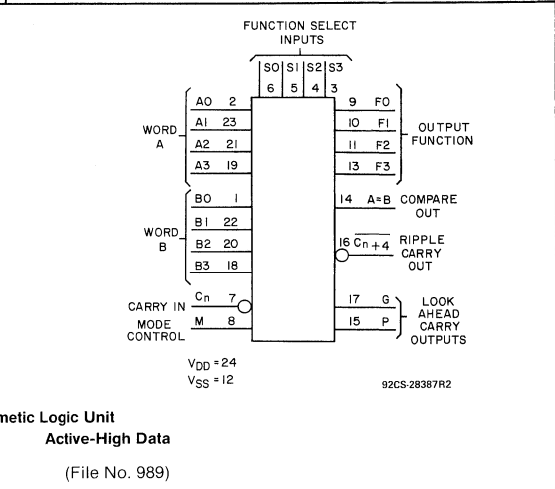 FUNCTION SELECT
INPUTS
S0 S1 S2 S3
6 5 4 3
WORD
A
A0 2
A1 23
A2 21
A3 19
9 F0
10 F1
11 F2
13 F3
OUTPUT
FUNCTION
WORD
B
B0 1
B1 22
B2 20
B3 18
14 A=B COMPARE
OUT
16 C̅n̅+̅4̅ RIPPLE
CARRY
OUT
CARRY IN Cn 7
MODE
CONTROL M 8
17 G
15 P
LOOK
AHEAD
CARRY
OUTPUTS
VDD = 24
VSS = 12
92CS-28387R2
metic Logic Unit
Active-High Data
(File No. 989)